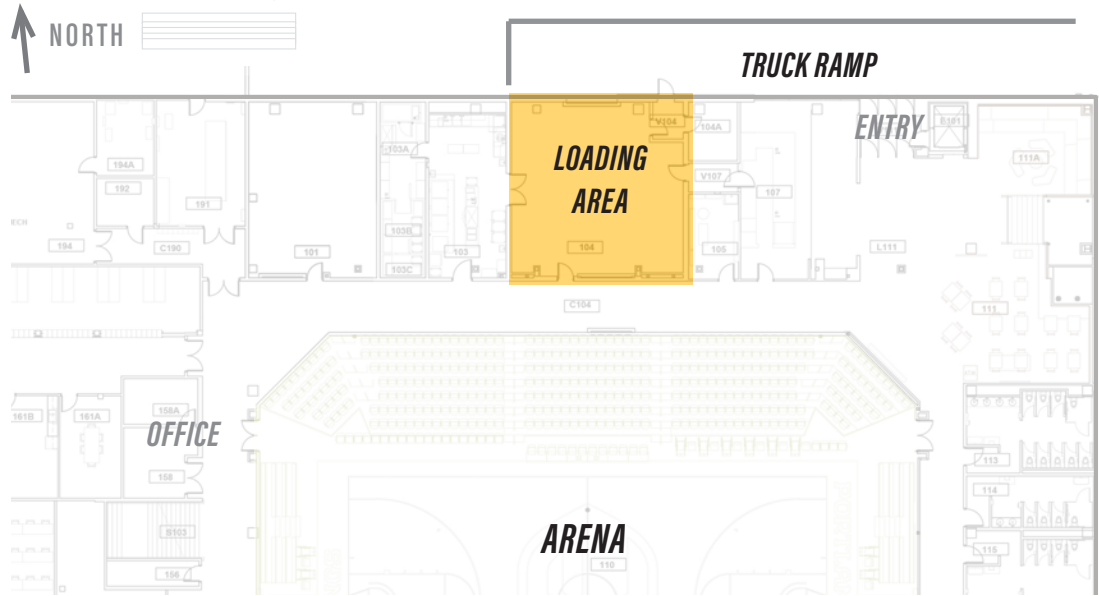 NORTH
TRUCK RAMP
ENTRY
LOADING
AREA
V104
104A
103A
194A
192
191
V107
107
111A
103B
103C
101
103
104
105
194
C190
L111
C104
111
161B
161A
158A
OFFICE
158
113
114
S103
115
156
ARENA
110